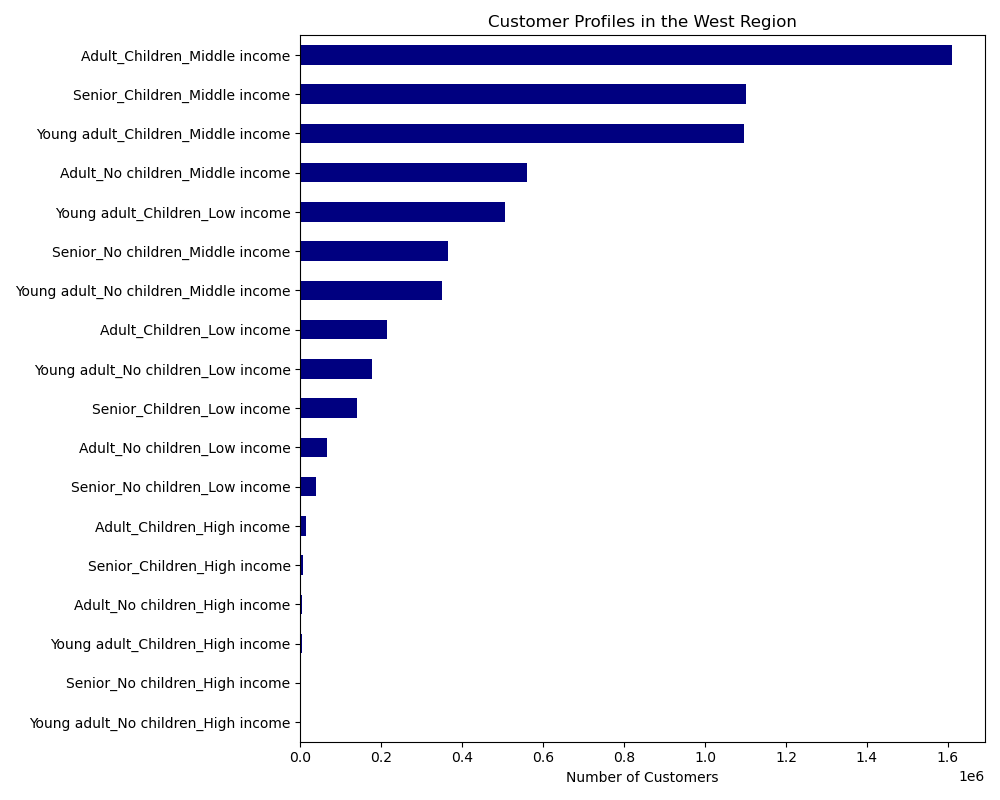 Customer Profiles in the West Region
Adult_Children_Middle income
Senior_Children_Middle income
Young adult_Children_Middle income
Adult_No children_Middle income
Young adult_Children_Low income
Senior_No children_Middle income
Young adult_No children_Middle income
Adult_Children_Low income
Young adult_No children_Low income
Senior_Children_Low income
Adult_No children_Low income
Senior_No children_Low income
Adult_Children_High income
Senior_Children_High income
Adult_No children_High income
Young adult_Children_High income
Senior_No children_High income
Young adult_No children_High income
0.0 0.2 0.4 0.6 0.8 1.0 1.2 1.4 1.6
1e6
Number of Customers